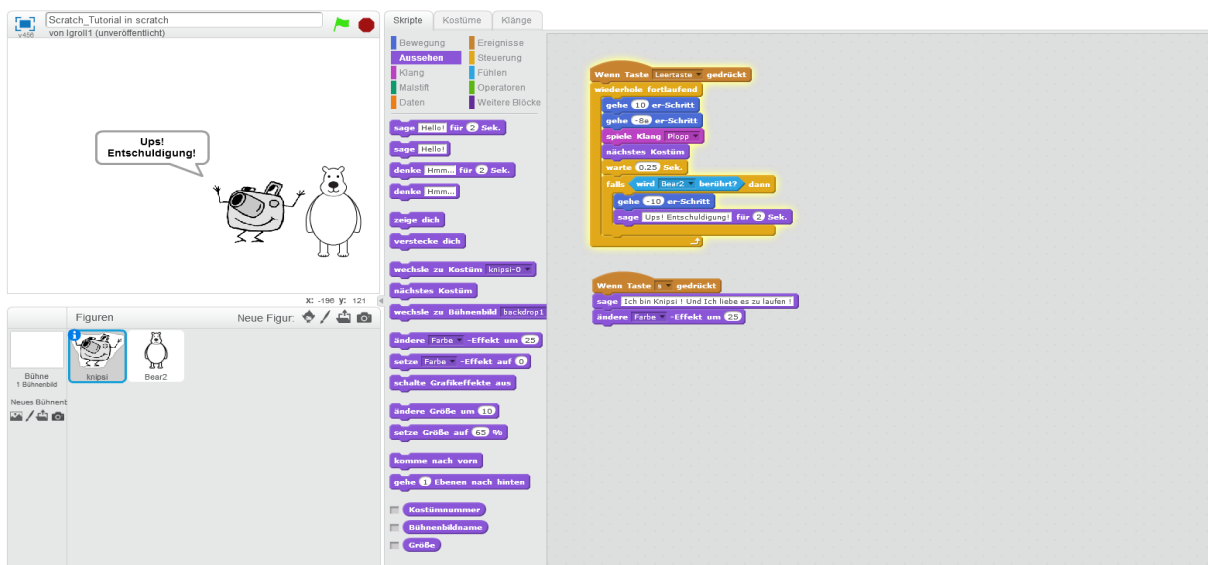 Scratch_Tutorial in scratch
von lgroll1 (unveröffentlicht)
v456
Ups!
Entschuldigung!
X: -196 y: 121
Figuren
Neue Figur:
Bühne
1 Bühnenbild
Neues Bühnenb
knipsi
Bear2
Skripte
Kostüme
Klänge
Bewegung
Ereignisse
Aussehen
Steuerung
Klang
Fühlen
Malstift
Operatoren
Daten
Weitere Blöcke
sage Hello! für 2 Sek.
sage Hello!
denke Hmm... für 2 Sek.
denke Hmm...
zeige dich
verstecke dich
wechsle zu Kostüm knipsi-0
nächstes Kostüm
wechsle zu Bühnenbild backdrop1
ändere Farbe -Effekt um 25
setze Farbe -Effekt auf 0
schalte Grafikeffekte aus
ändere Größe um 10
setze Größe auf 65 %
komme nach vorn
gehe 1 Ebenen nach hinten
Kostümnummer
Bühnenbildname
Größe
Wenn Taste Leertaste gedrückt
wiederhole fortlaufend
gehe 10 er-Schritt
gehe -8e er-Schritt
spiele Klang Plopp
nächstes Kostüm
warte 0.25 Sek.
falls wird Bear2 berührt? dann
gehe -10 er-Schritt
sage Ups! Entschuldigung! für 2 Sek.
Wenn Taste s gedrückt
sage Ich bin Knipsi ! Und Ich liebe es zu laufen !
ändere Farbe -Effekt um 25